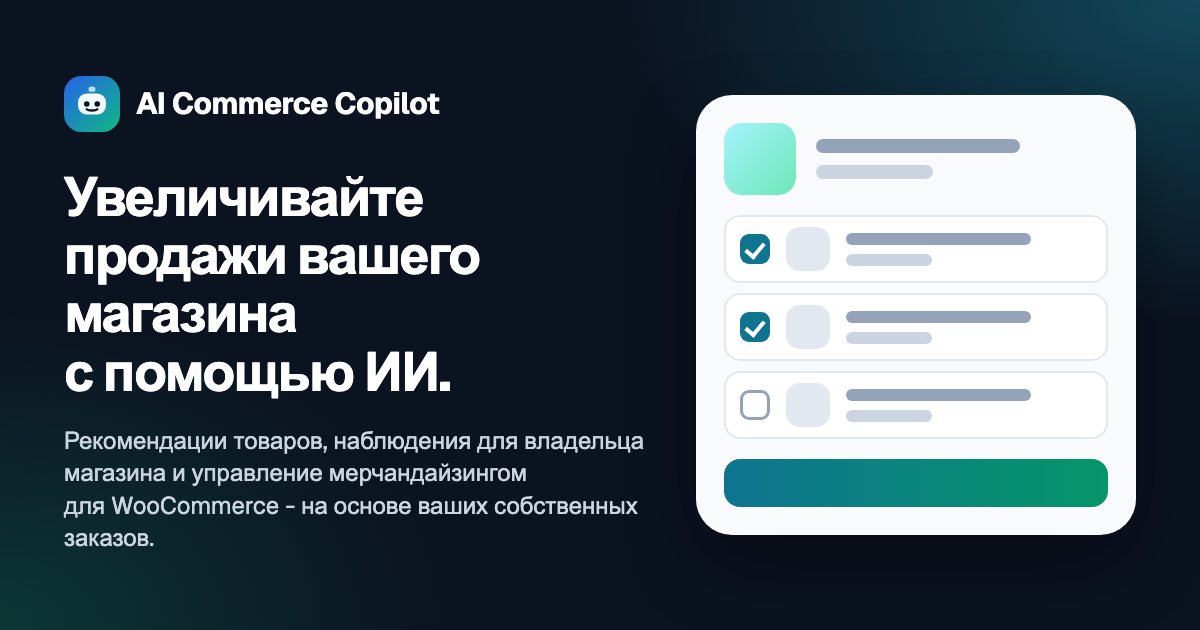 AI Commerce Copilot
Увеличивайте
продажи вашего
магазина
с помощью ИИ.
Рекомендации товаров, наблюдения для владельца
магазина и управление мерчандайзингом
для WooCommerce - на основе ваших собственных
заказов.